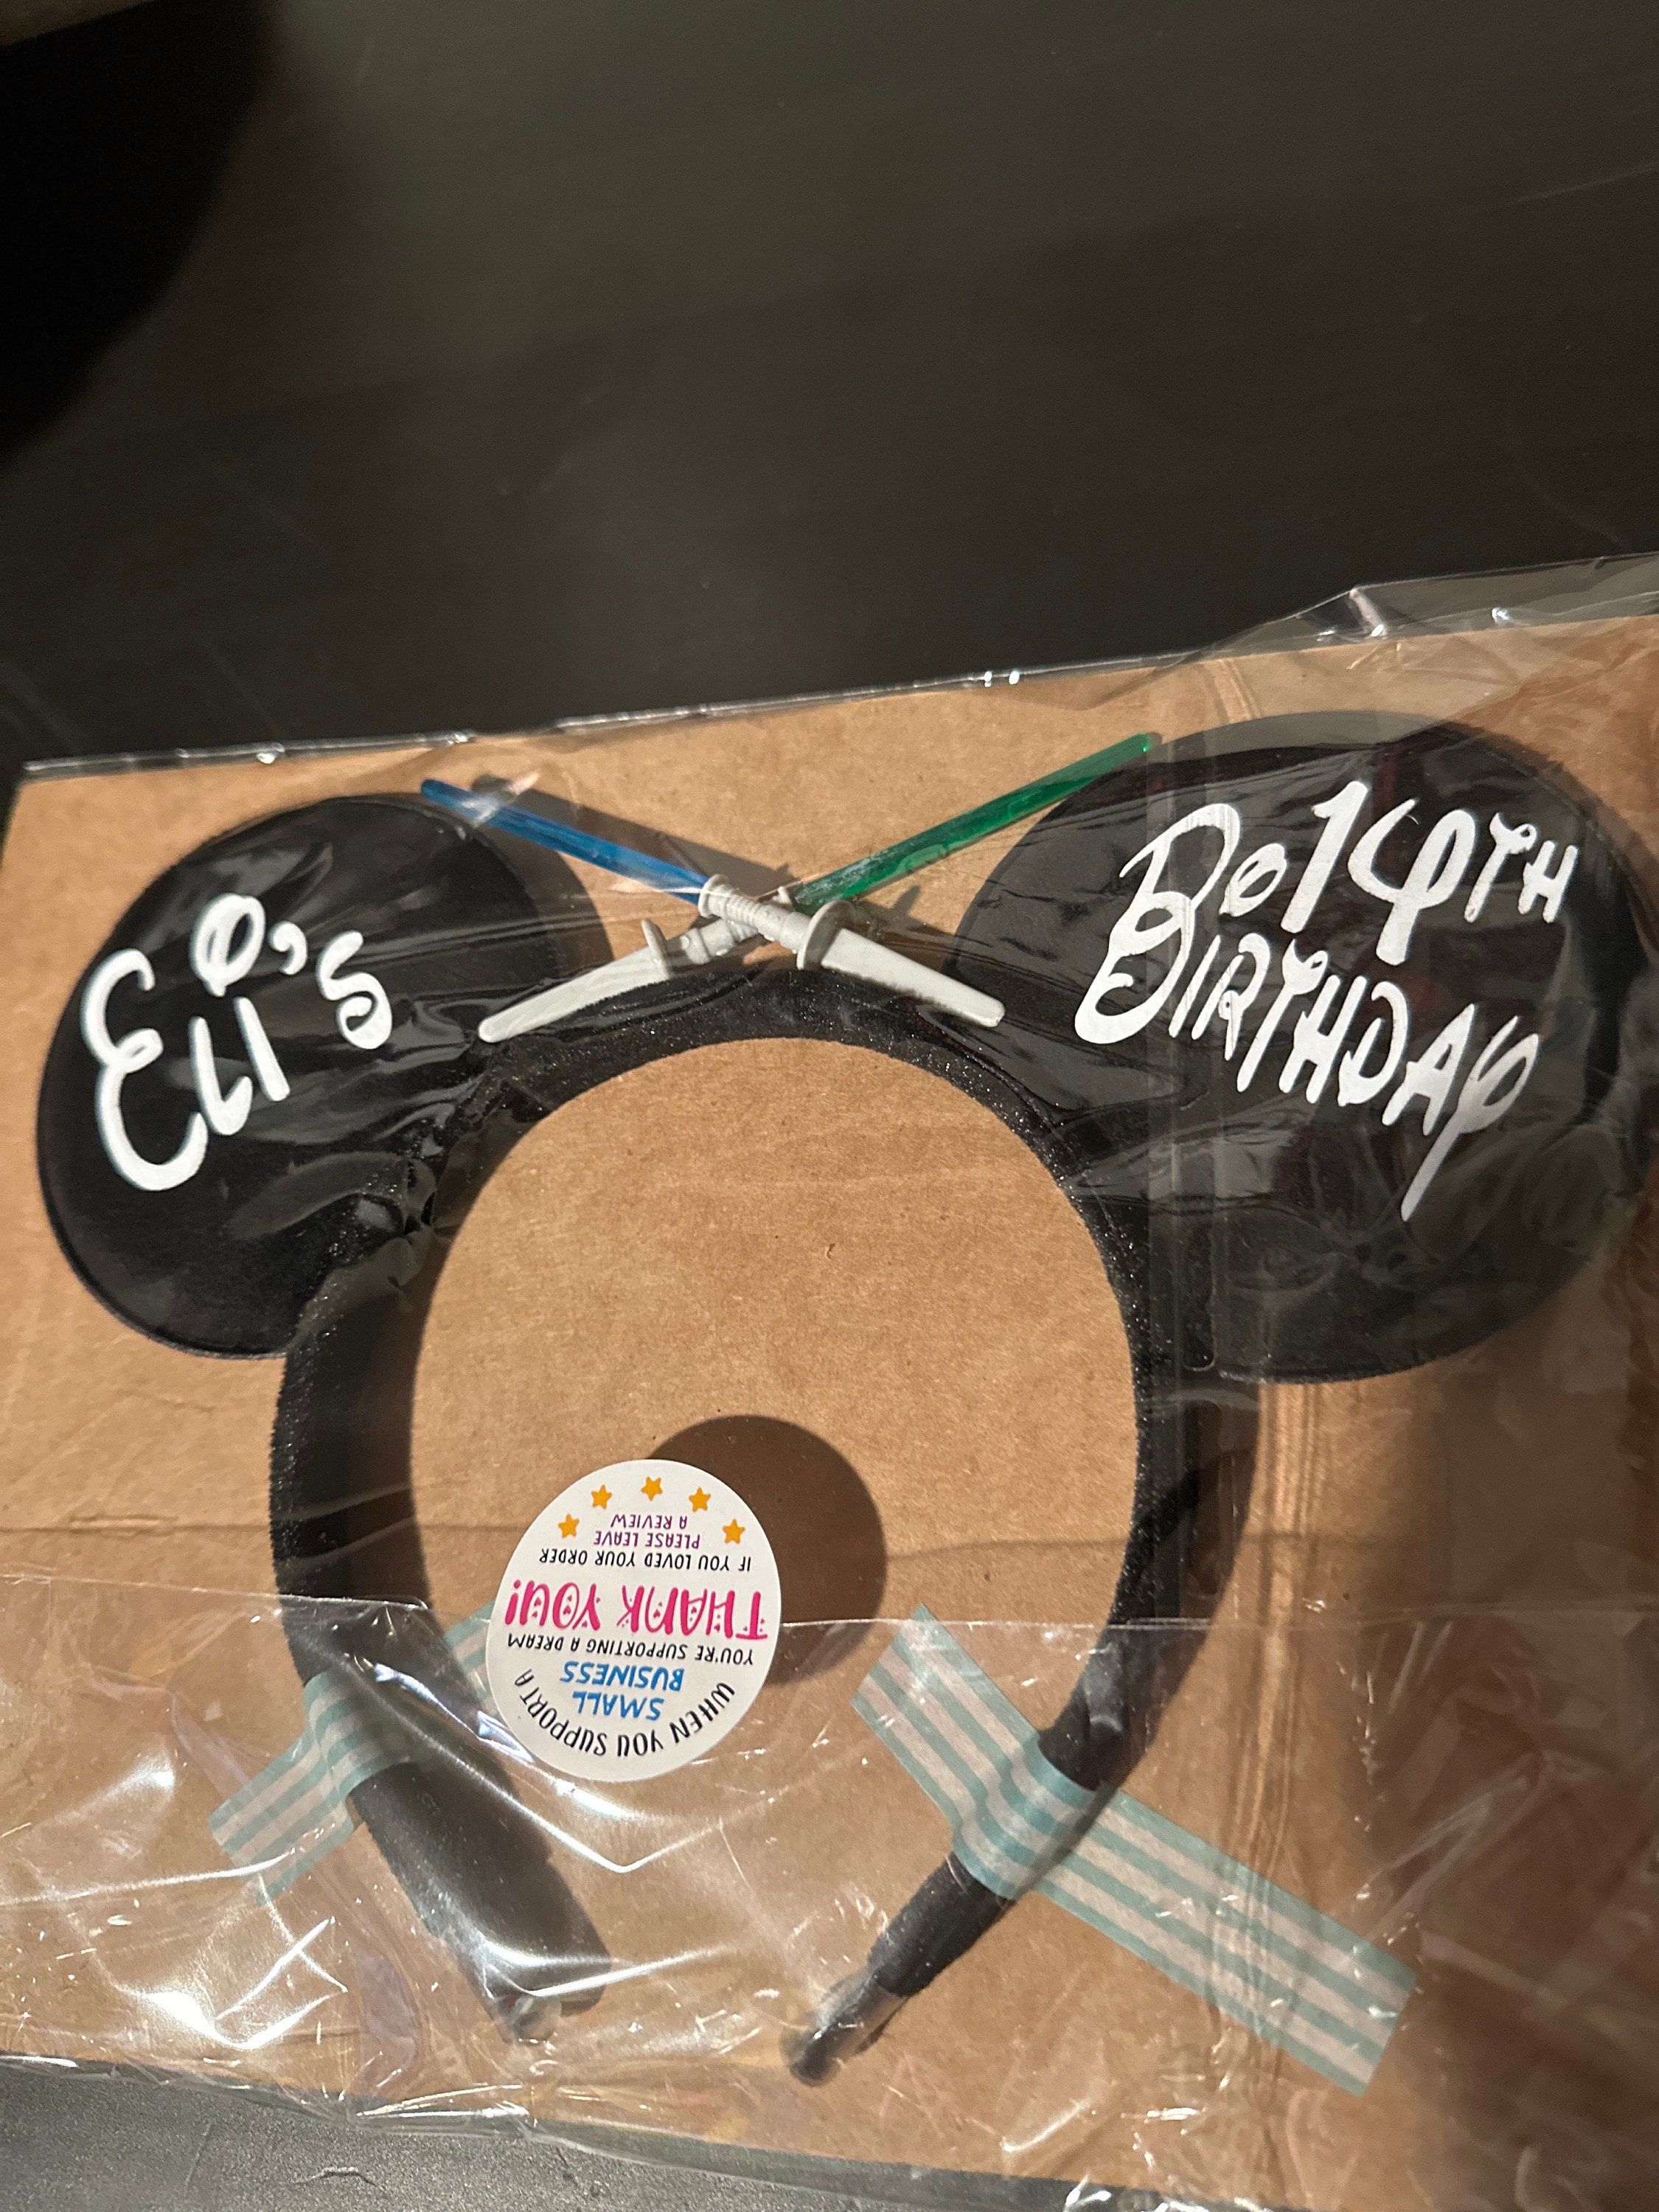 Eli's
14TH
BIRTHDAY
WHEN YOU SUPPORT A
SMALL
BUSINESS
YOU'RE SUPPORTING A DREAM
THANK YOU!
IF YOU LOVED YOUR ORDER
PLEASE LEAVE
A REVIEW